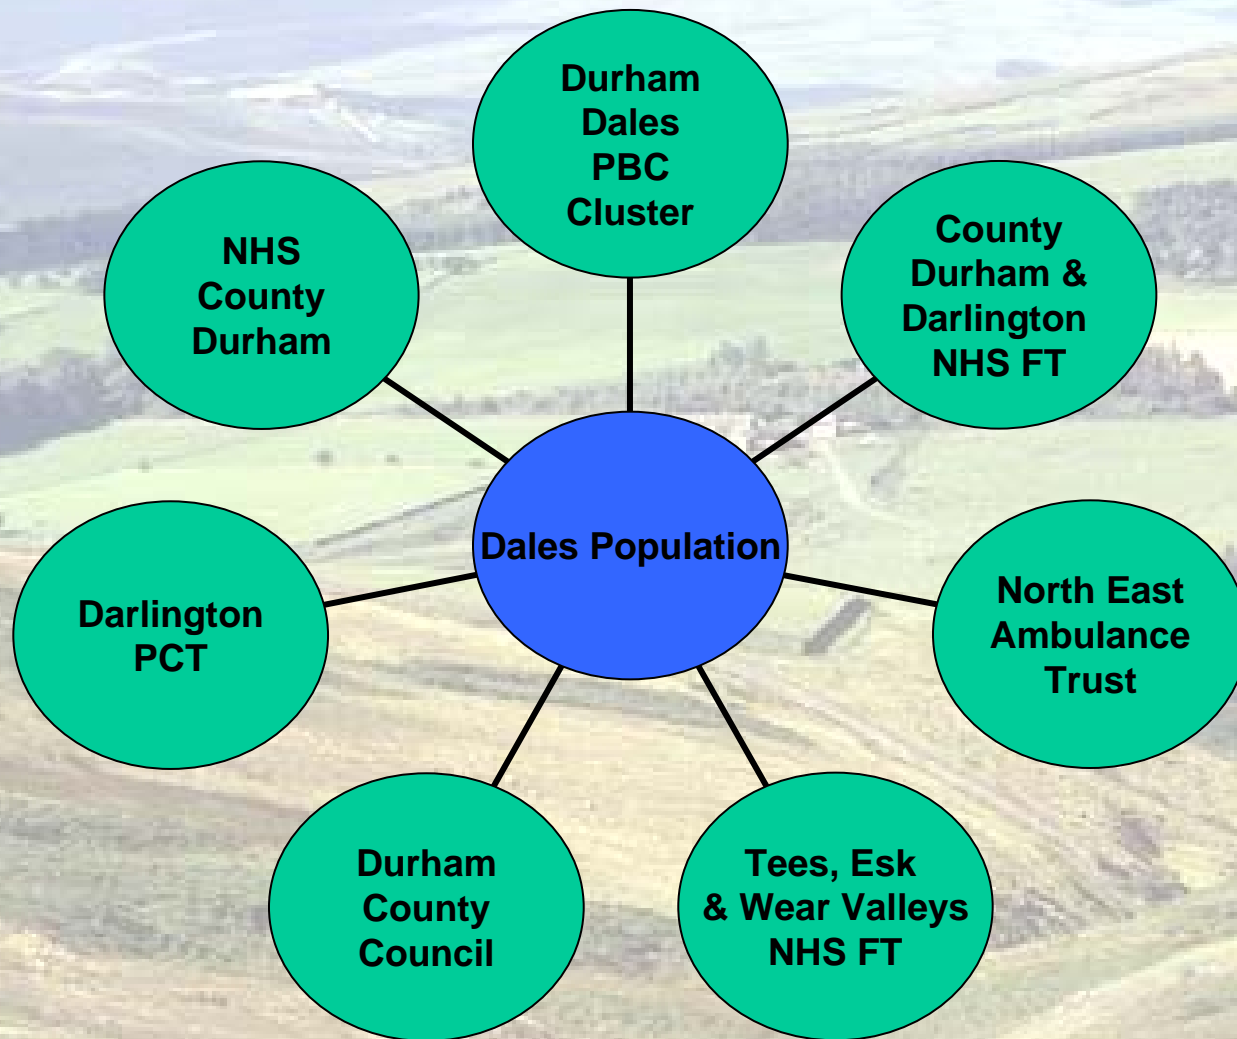 Durham
Dales
PBC
Cluster
County
Durham &
Darlington
NHS FT
North East
Ambulance
Trust
Tees, Esk
& Wear Valleys
NHS FT
Durham
County
Council
Darlington
PCT
NHS
County
Durham
Dales Population